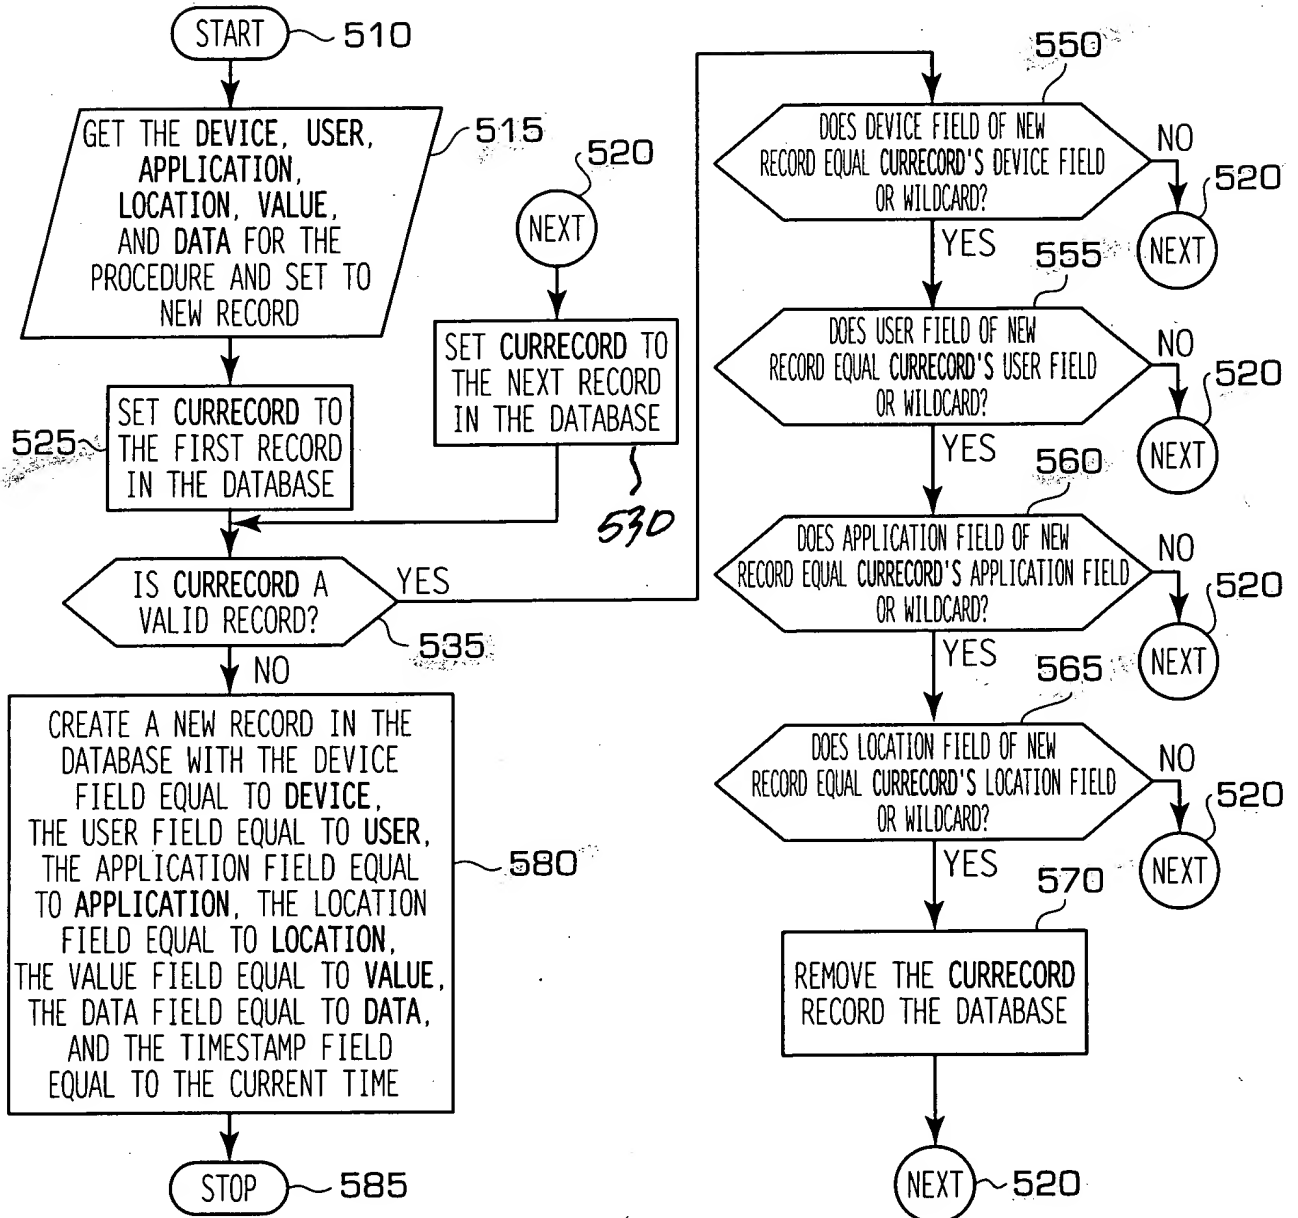 START
510
GET THE DEVICE, USER,
APPLICATION,
LOCATION, VALUE,
AND DATA FOR THE
PROCEDURE AND SET TO
NEW RECORD
515
520
NEXT
SET CURRECORD TO
THE NEXT RECORD
IN THE DATABASE
530
SET CURRECORD TO
THE FIRST RECORD
IN THE DATABASE
525
IS CURRECORD A
VALID RECORD?
YES
535
NO
CREATE A NEW RECORD IN THE
DATABASE WITH THE DEVICE
FIELD EQUAL TO DEVICE,
THE USER FIELD EQUAL TO USER,
THE APPLICATION FIELD EQUAL
TO APPLICATION, THE LOCATION
FIELD EQUAL TO LOCATION,
THE VALUE FIELD EQUAL TO VALUE,
THE DATA FIELD EQUAL TO DATA,
AND THE TIMESTAMP FIELD
EQUAL TO THE CURRENT TIME
580
STOP
585
550
DOES DEVICE FIELD OF NEW
RECORD EQUAL CURRECORD'S DEVICE FIELD
OR WILDCARD?
NO
520
NEXT
YES
555
DOES USER FIELD OF NEW
RECORD EQUAL CURRECORD'S USER FIELD
OR WILDCARD?
NO
520
NEXT
YES
560
DOES APPLICATION FIELD OF NEW
RECORD EQUAL CURRECORD'S APPLICATION FIELD
OR WILDCARD?
NO
520
NEXT
YES
565
DOES LOCATION FIELD OF NEW
RECORD EQUAL CURRECORD'S LOCATION FIELD
OR WILDCARD?
NO
520
NEXT
YES
570
REMOVE THE CURRECORD
RECORD THE DATABASE
NEXT
520